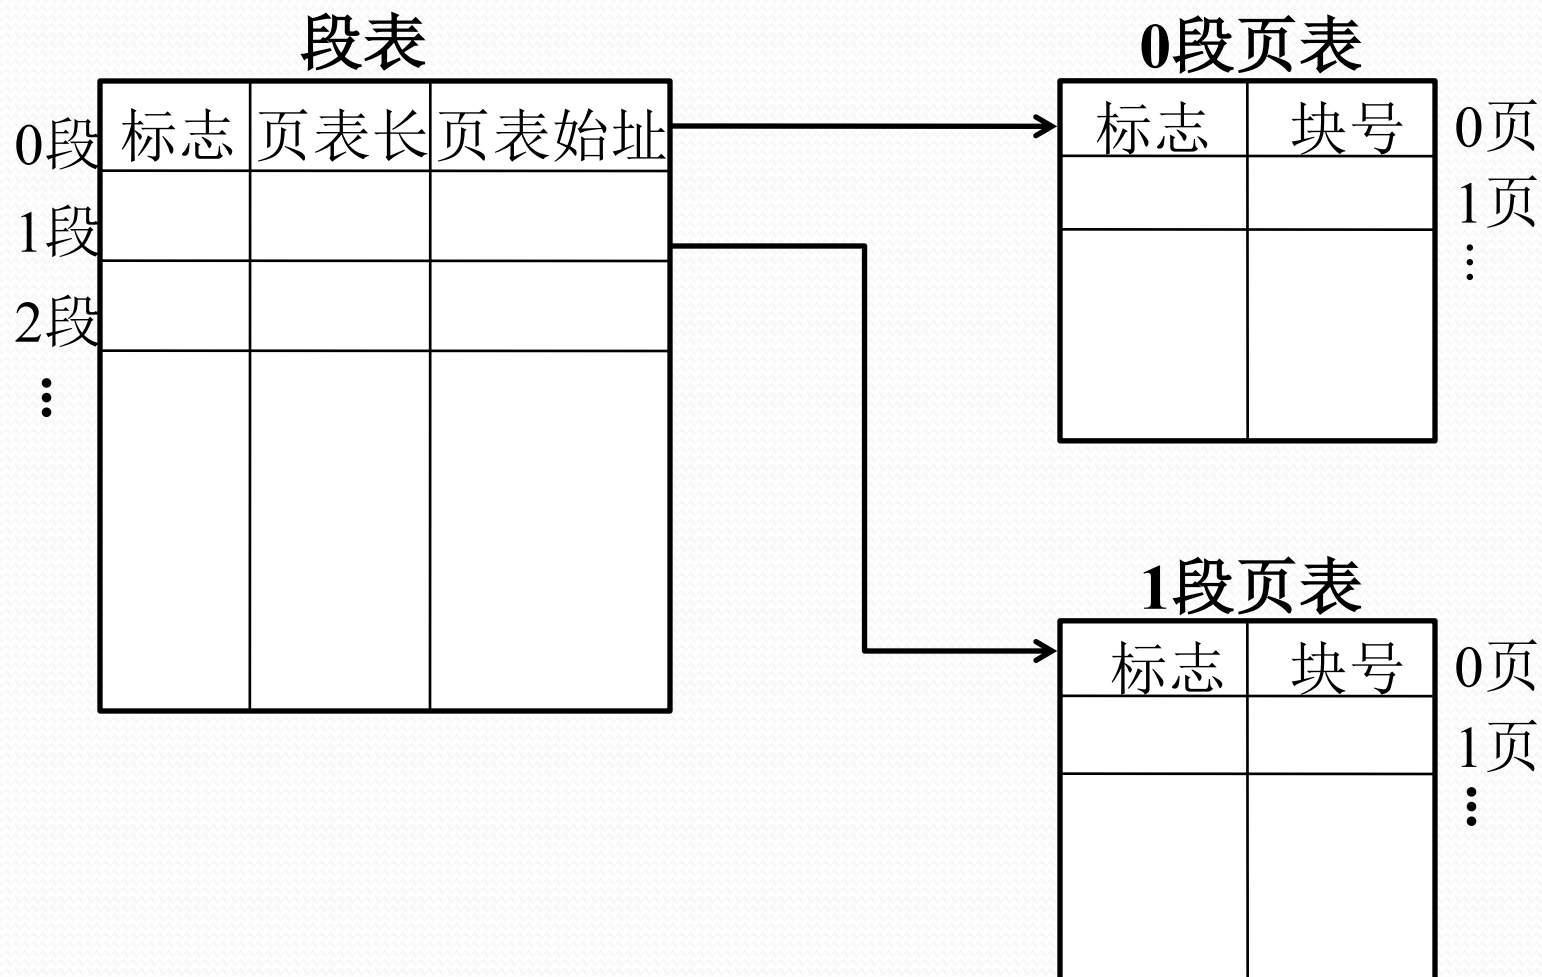 段表
标志 页表长 页表始址
0段
1段
2段
0段页表
标志 块号
0页
1页
1段页表
标志 块号
0页
1页